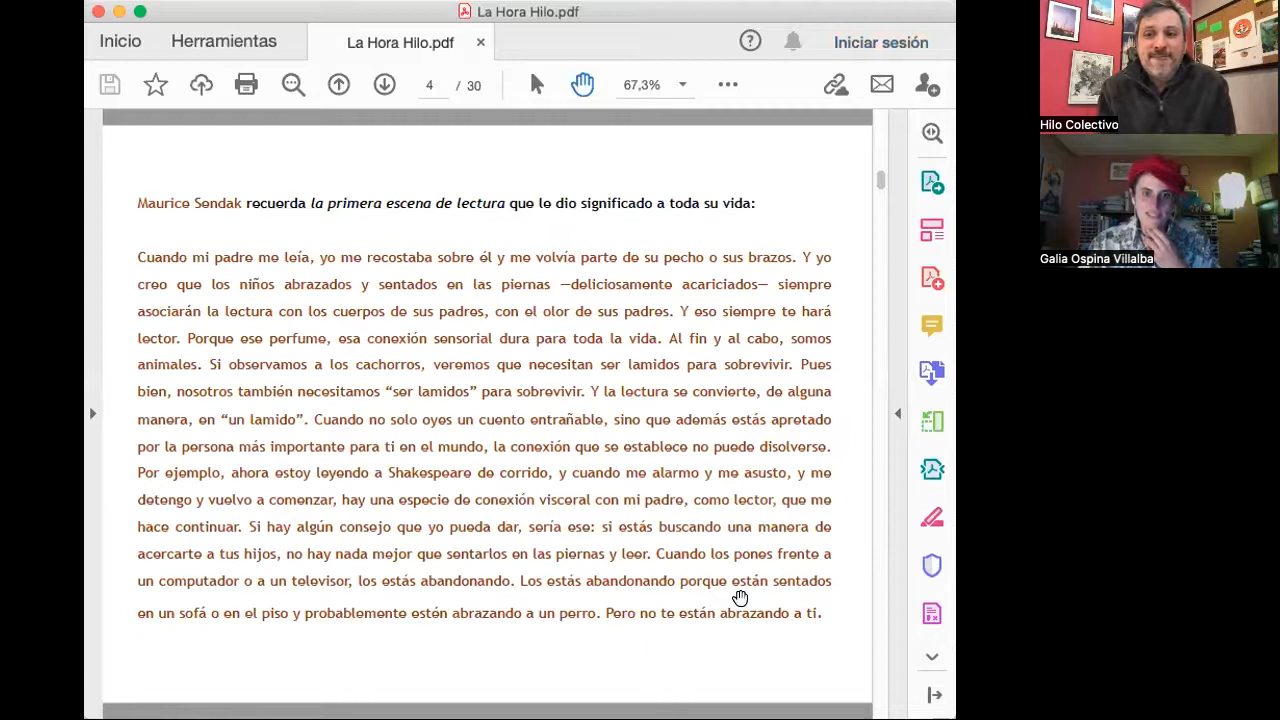 La Hora Hilo.pdf
Inicio
Herramientas
La Hora Hilo.pdf
Iniciar sesión
4 / 30
67,3%
Maurice Sendak recuerda la primera escena de lectura que le dio significado a toda su vida:
Cuando mi padre me leía, yo me recostaba sobre él y me volvía parte de su pecho o sus brazos. Y yo
creo que los niños abrazados y sentados en las piernas —deliciosamente acariciados— siempre
asociarán la lectura con los cuerpos de sus padres, con el olor de sus padres. Y eso siempre te hará
lector. Porque ese perfume, esa conexión sensorial dura para toda la vida. Al fin y al cabo, somos
animales. Si observamos a los cachorros, veremos que necesitan ser lamidos para sobrevivir. Pues
bien, nosotros también necesitamos “ser lamidos” para sobrevivir. Y la lectura se convierte, de alguna
manera, en “un lamido”. Cuando no solo oyes un cuento entrañable, sino que además estás apretado
por la persona más importante para ti en el mundo, la conexión que se establece no puede disolverse.
Por ejemplo, ahora estoy leyendo a Shakespeare de corrido, y cuando me alarmo y me asusto, y me
detengo y vuelvo a comenzar, hay una especie de conexión visceral con mi padre, como lector, que me
hace continuar. Si hay algún consejo que yo pueda dar, sería ese: si estás buscando una manera de
acercarte a tus hijos, no hay nada mejor que sentarlos en las piernas y leer. Cuando los pones frente a
un computador o a un televisor, los estás abandonando. Los estás abandonando porque están sentados
en un sofá o en el piso y probablemente estén abrazando a un perro. Pero no te están abrazando a ti.
Hilo Colectivo
Galia Ospina Villalba